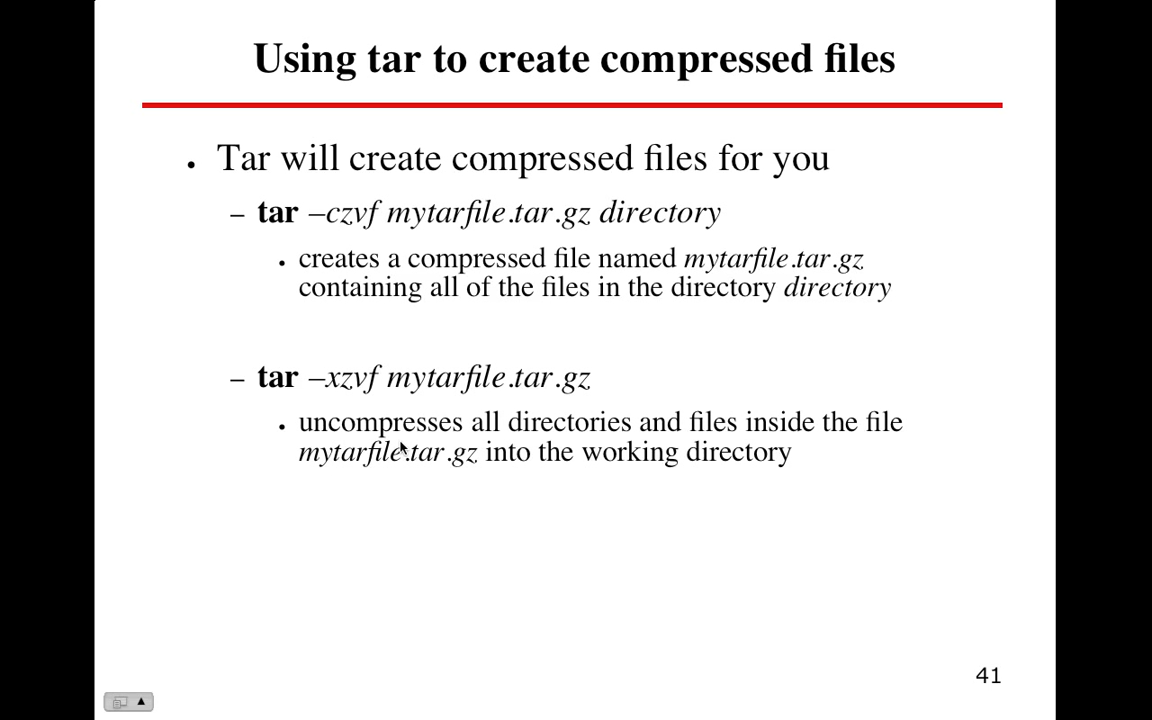 Using tar to create compressed files
• Tar will create compressed files for you
– tar –czvf mytarfile.tar.gz directory
• creates a compressed file named mytarfile.tar.gz
containing all of the files in the directory directory
– tar –xzvf mytarfile.tar.gz
• uncompresses all directories and files inside the file
mytarfile.tar.gz into the working directory
41